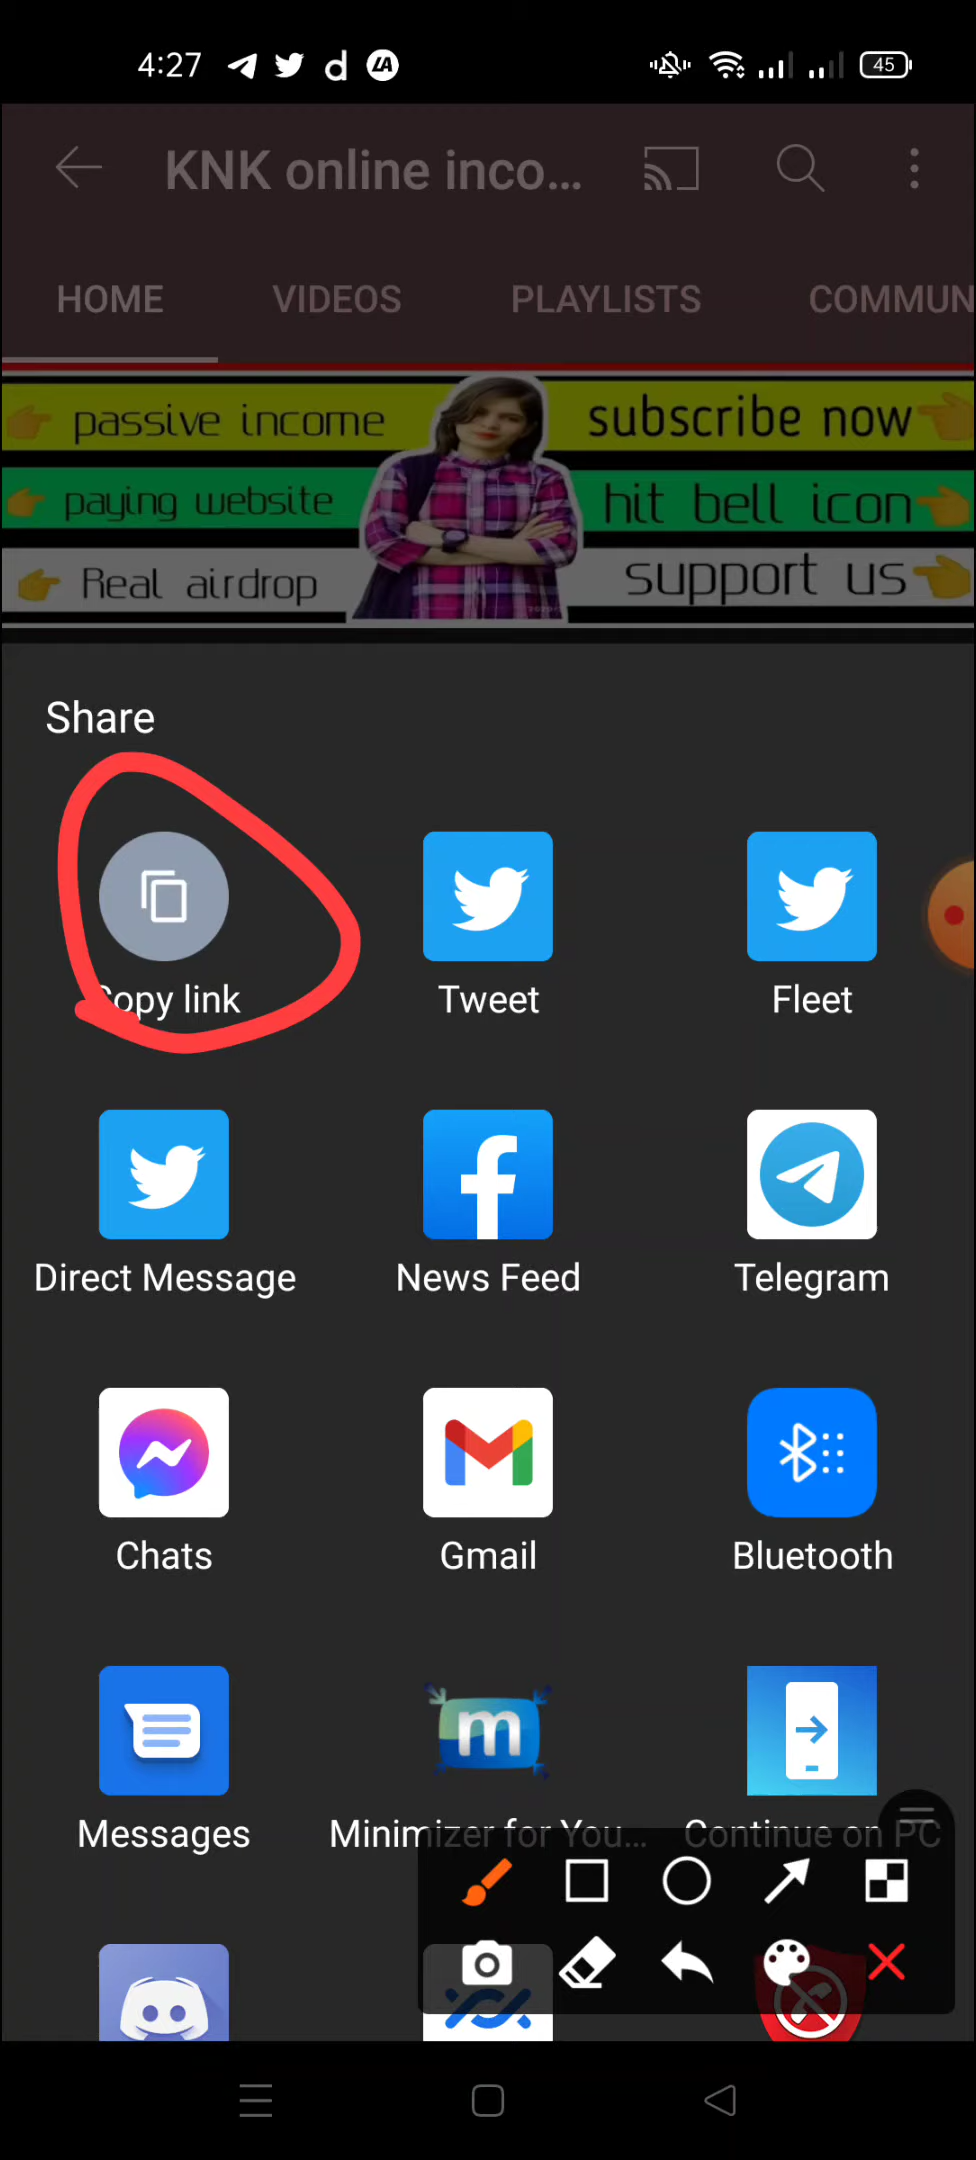 4:27
45
KNK online inco...
HOME VIDEOS PLAYLISTS COMMUN
passive income subscribe now
paying website hit bell icon
Real airdrop support us
Share
Copy link Tweet Fleet
Direct Message News Feed Telegram
Chats Gmail Bluetooth
Messages Minimizer for You... Continue on PC